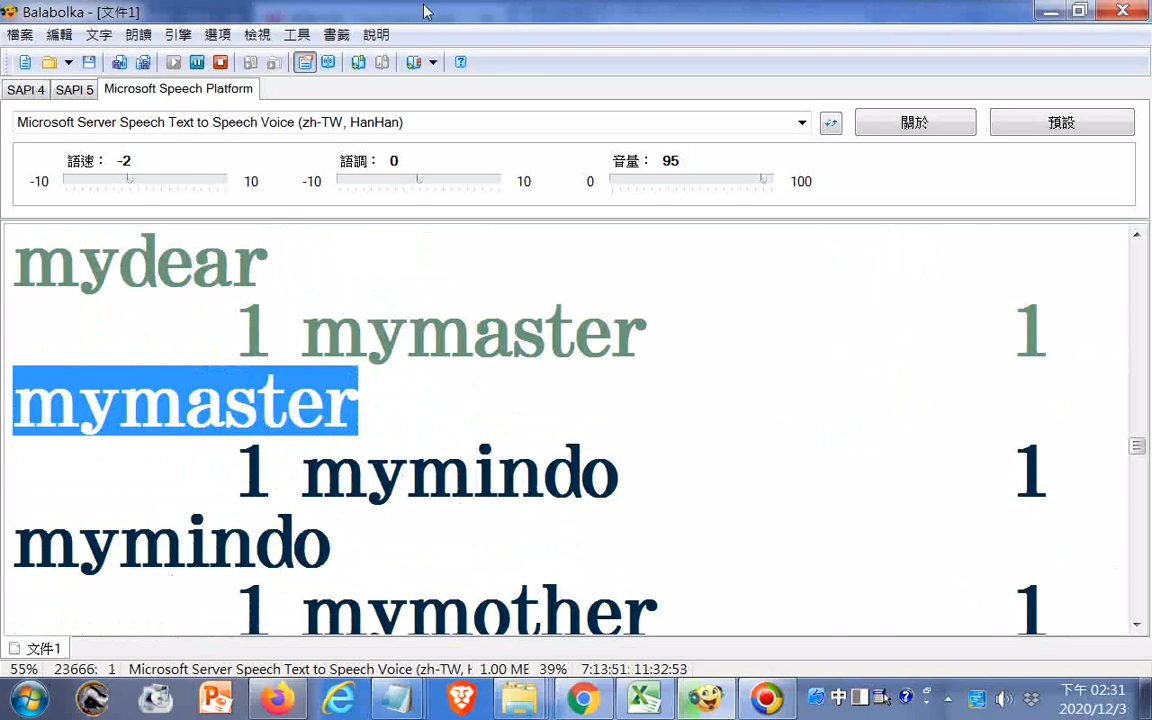 Balabolka - [文件1]
檔案 編輯 文字 朗讀 引擎 選項 檢視 工具 書籤 說明
SAPI 4 SAPI 5 Microsoft Speech Platform
Microsoft Server Speech Text to Speech Voice (zh-TW, HanHan) 關於 預設
語速： -2 語調： 0 音量： 95
-10 10 -10 10 0 100
mydear
1 mymaster 1
mymaster
1 mymindo 1
mymindo
1 mymother 1
文件1
55% 23666: 1 Microsoft Server Speech Text to Speech Voice (zh-TW, 1.00 ME 39% 7:13:51; 11:32:53
中 下午 02:31
2020/12/3